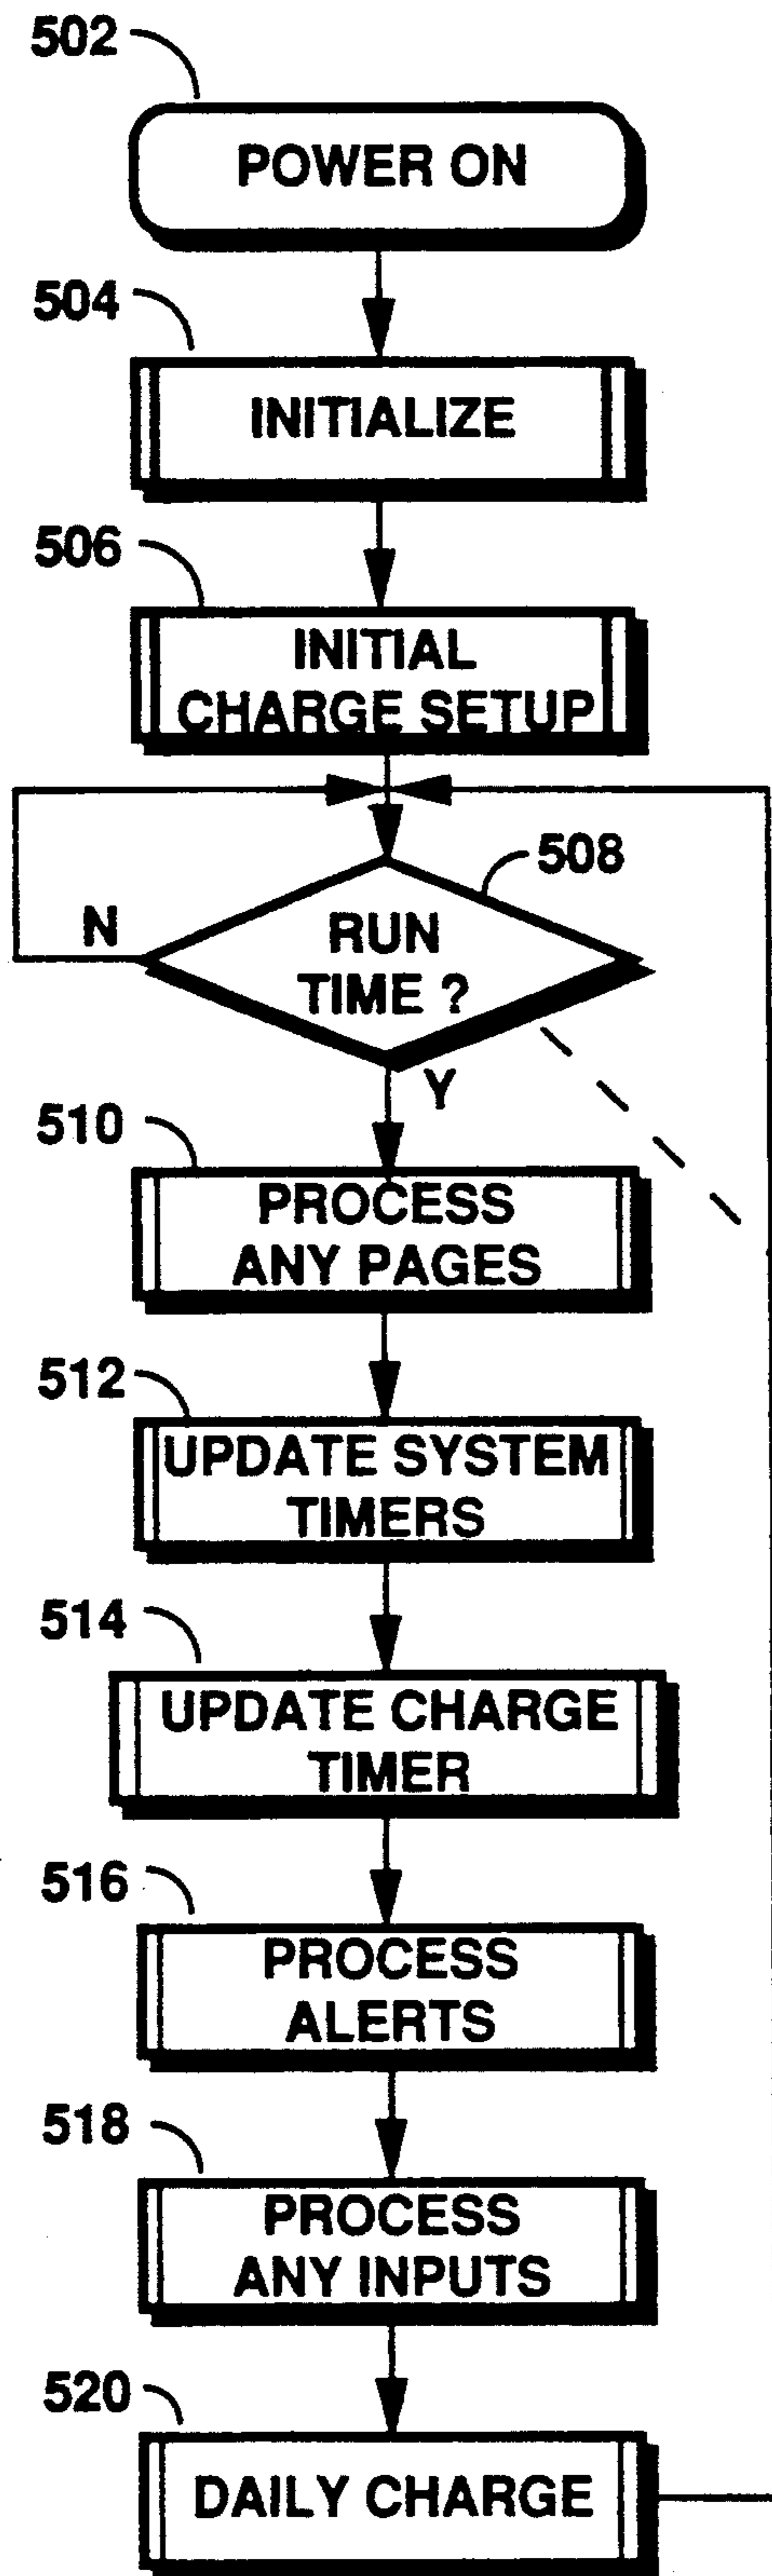 502
POWER ON
504
INITIALIZE
506
INITIAL
CHARGE SETUP
508
RUN
TIME ?
N
Y
510
PROCESS
ANY PAGES
512
UPDATE SYSTEM
TIMERS
514
UPDATE CHARGE
TIMER
516
PROCESS
ALERTS
518
PROCESS
ANY INPUTS
520
DAILY CHARGE